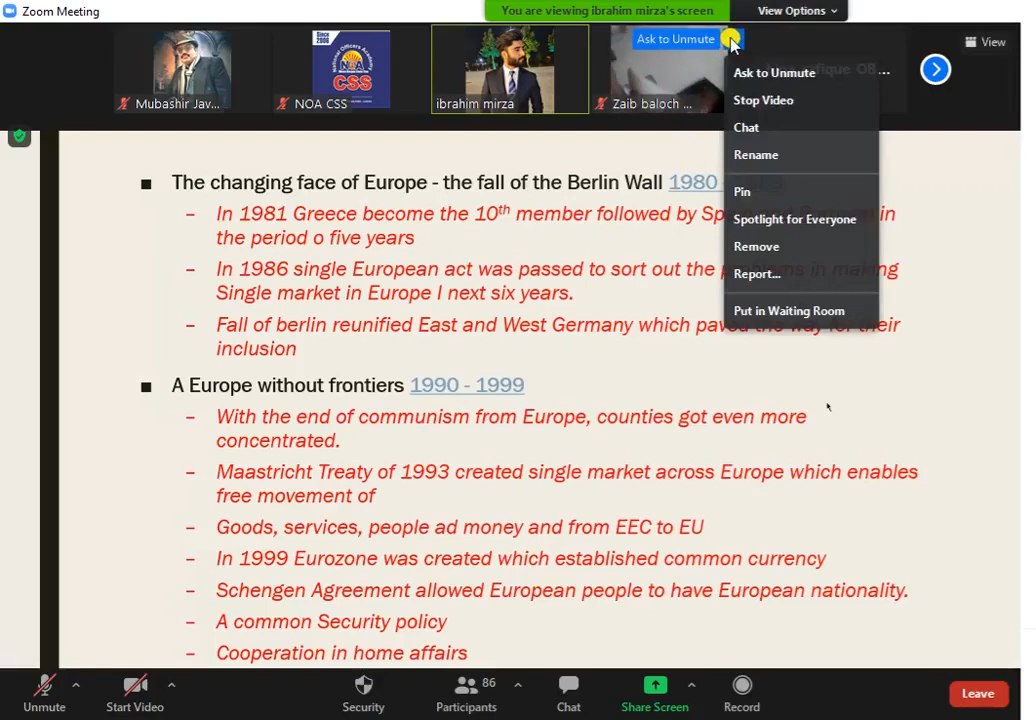 Zoom Meeting
You are viewing ibrahim mirza's screen
View Options
Ask to Unmute
View
Since
2006
National Officers Academy
NOA
CSS
Mubashir Jav...
NOA CSS
ibrahim mirza
Zaib baloch ...
...
Ask to Unmute
Stop Video
Chat
Rename
Pin
Spotlight for Everyone
Remove
Report...
Put in Waiting Room
■ The changing face of Europe - the fall of the Berlin Wall 1980
– In 1981 Greece become the 10th member followed by in
the period o five years
– In 1986 single European act was passed to sort out the problems in making
Single market in Europe I next six years.
– Fall of berlin reunified East and West Germany which paved the way for their
inclusion
■ A Europe without frontiers 1990 - 1999
– With the end of communism from Europe, counties got even more
concentrated.
– Maastricht Treaty of 1993 created single market across Europe which enables
free movement of
– Goods, services, people ad money and from EEC to EU
– In 1999 Eurozone was created which established common currency
– Schengen Agreement allowed European people to have European nationality.
– A common Security policy
– Cooperation in home affairs
Unmute
Start Video
Security
86
Participants
Chat
Share Screen
Record
Leave